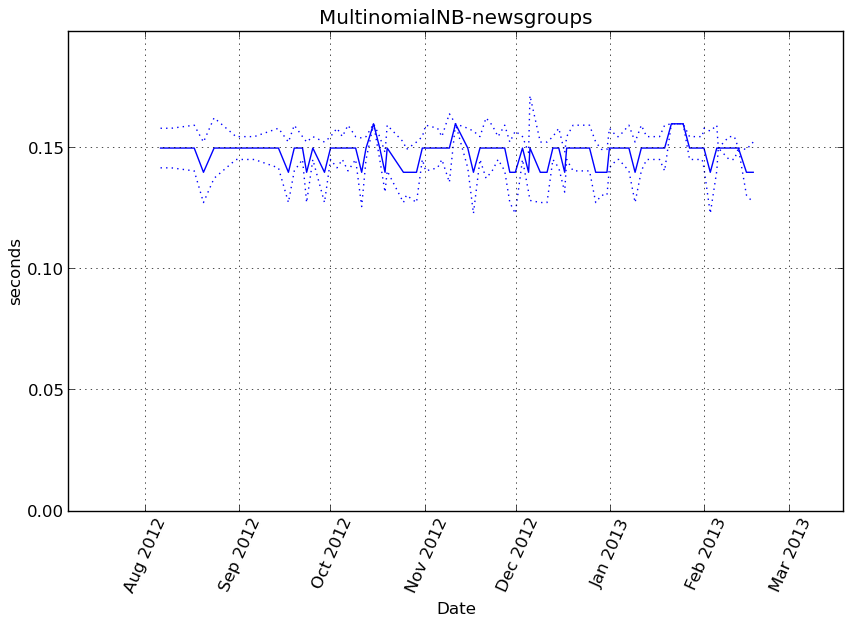 MultinomialNB-newsgroups
0.15
0.10
0.05
0.00
seconds
Aug 2012
Sep 2012
Oct 2012
Nov 2012
Dec 2012
Jan 2013
Feb 2013
Mar 2013
Date